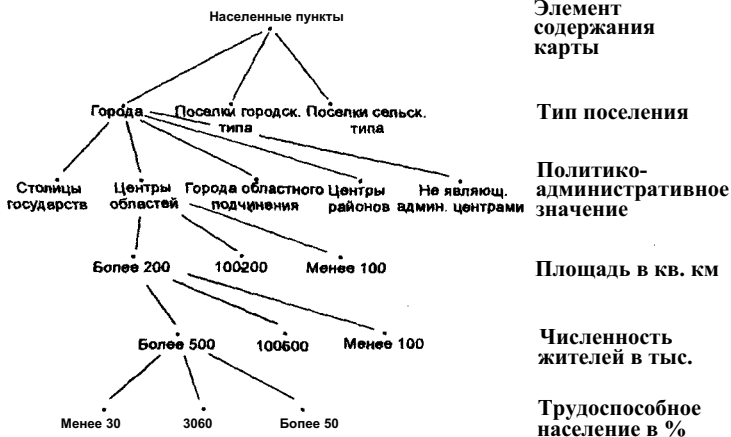 Населенные пункты
Элемент
содержания
карты
Города
Поселки городск.
типа
Поселки сельск.
типа
Тип поселения
Столицы
государств
Центры
областей
Города областного
подчинения
Центры
районов
Не являющ.
админ. центрами
Политико-
административное
значение
Более 200
100200
Менее 100
Площадь в кв. км
Более 500
100500
Менее 100
Численность
жителей в тыс.
Менее 30
3060
Более 50
Трудоспособное
население в %